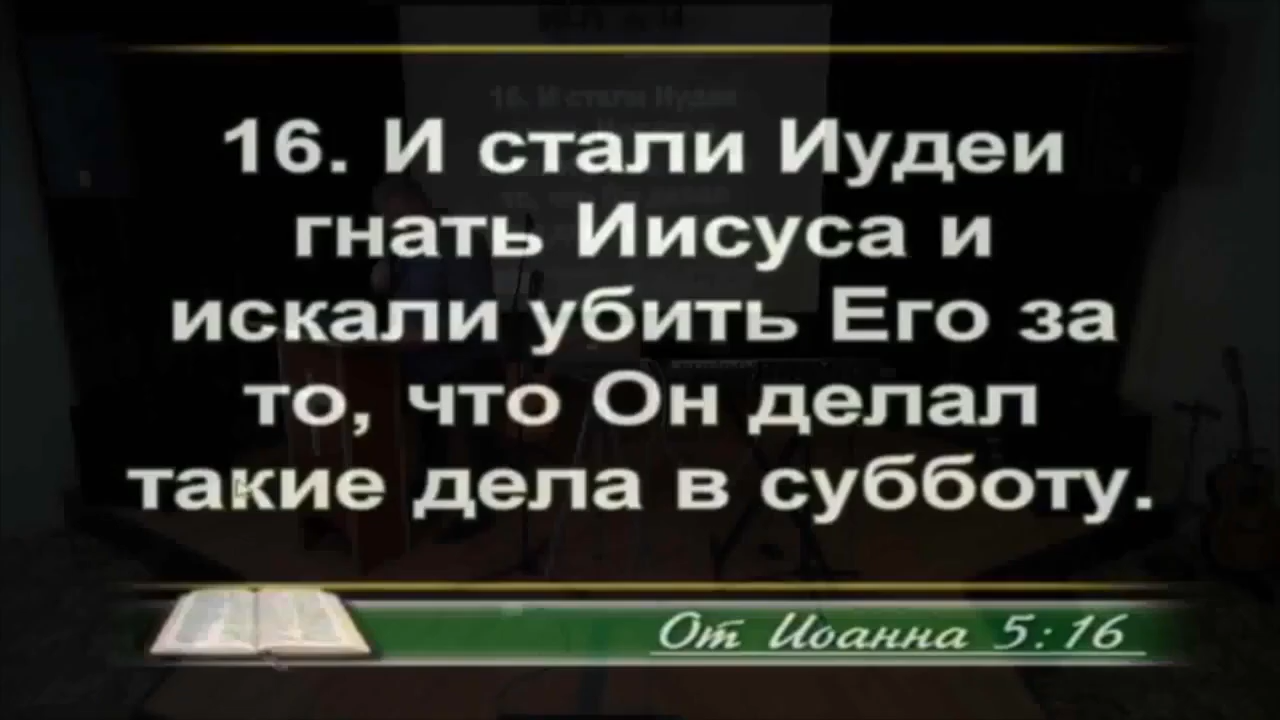 16. И стали Иудеи
гнать Иисуса и
искали убить Его за
то, что Он делал
такие дела в субботу.
От Иоанна 5:16